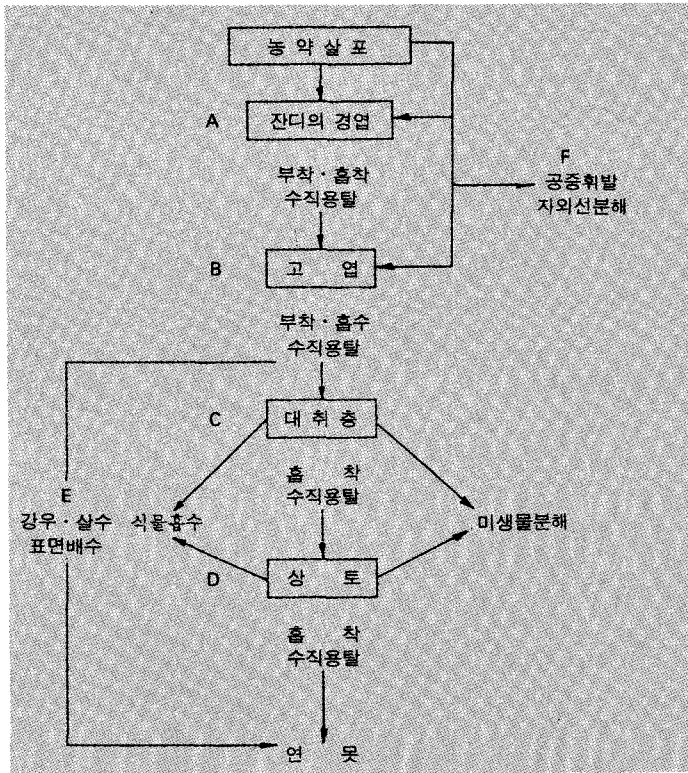 농 약 살 포
A
잔디의 경엽
부착 · 흡착
수직용탈
F
공중휘발
자외선분해
B
고 엽
부착 · 흡수
수직용탈
C
대 취 층
흡 착
수직용탈
E
강우 · 살수
표면배수
식물흡수
미생물분해
D
상 토
흡 착
수직용탈
연 못